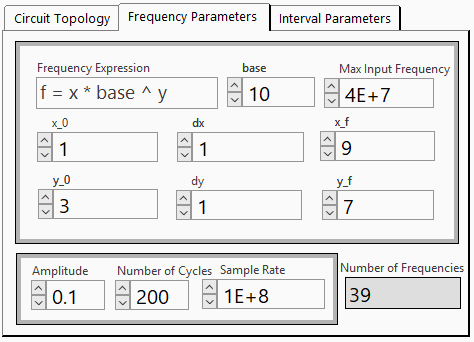 Circuit Topology Frequency Parameters Interval Parameters
Frequency Expression base Max Input Frequency
f = x * base ^ y 10 4E+7
x_0 dx x_f
1 1 9
y_0 dy y_f
3 1 7
Amplitude Number of Cycles Sample Rate Number of Frequencies
0.1 200 1E+8 39